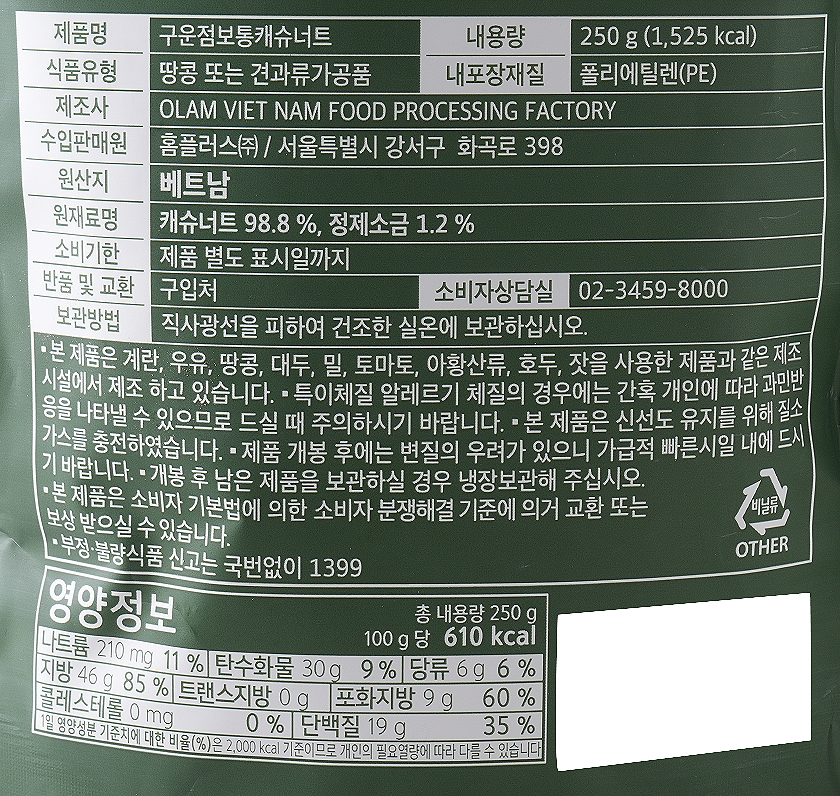 제품명 구운점보통캐슈너트 내용량 250 g (1,525 kcal)
식품유형 땅콩 또는 견과류가공품 내포장재질 폴리에틸렌(PE)
제조사 OLAM VIET NAM FOOD PROCESSING FACTORY
수입판매원 홈플러스㈜ / 서울특별시 강서구 화곡로 398
원산지 베트남
원재료명 캐슈너트 98.8 %, 정제소금 1.2 %
소비기한 제품 별도 표시일까지
반품 및 교환 구입처 소비자상담실 02-3459-8000
보관방법 직사광선을 피하여 건조한 실온에 보관하십시오.
▪본 제품은 계란, 우유, 땅콩, 대두, 밀, 토마토, 아황산류, 호두, 잣을 사용한 제품과 같은 제조
시설에서 제조 하고 있습니다. ▪특이체질 알레르기 체질의 경우에는 간혹 개인에 따라 과민반
응을 나타낼 수 있으므로 드실 때 주의하시기 바랍니다. ▪본 제품은 신선도 유지를 위해 질소
가스를 충전하였습니다. ▪제품 개봉 후에는 변질의 우려가 있으니 가급적 빠른시일 내에 드시
기 바랍니다. ▪개봉 후 남은 제품을 보관하실 경우 냉장보관해 주십시오.
▪본 제품은 소비자 기본법에 의한 소비자 분쟁해결 기준에 의거 교환 또는
보상 받으실 수 있습니다.
▪부정·불량식품 신고는 국번없이 1399
비닐류
OTHER
영양정보 총 내용량 250 g
100 g 당 610 kcal
나트륨 210 mg 11 % 탄수화물 30 g 9 % 당류 6 g 6 %
지방 46 g 85 % 트랜스지방 0 g 포화지방 9 g 60 %
콜레스테롤 0 mg 0 % 단백질 19 g 35 %
1일 영양성분 기준치에 대한 비율(%)은 2,000 kcal 기준이므로 개인의 필요열량에 따라 다를 수 있습니다